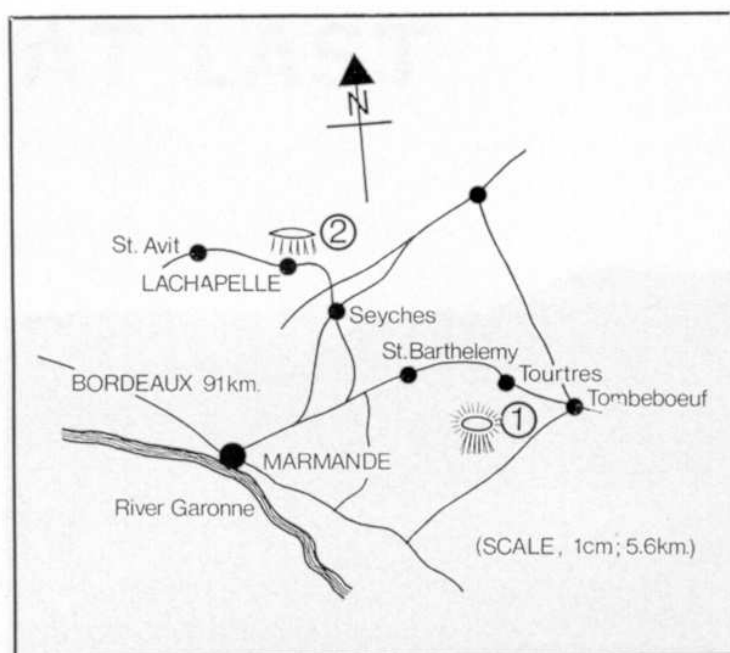 N
②
St. Avit
LACHAPELLE
Seyches
St. Barthelemy
Tourtres
BORDEAUX 91km.
①
Tombeboeuf
MARMANDE
River Garonne
(SCALE, 1cm; 5.6km.)